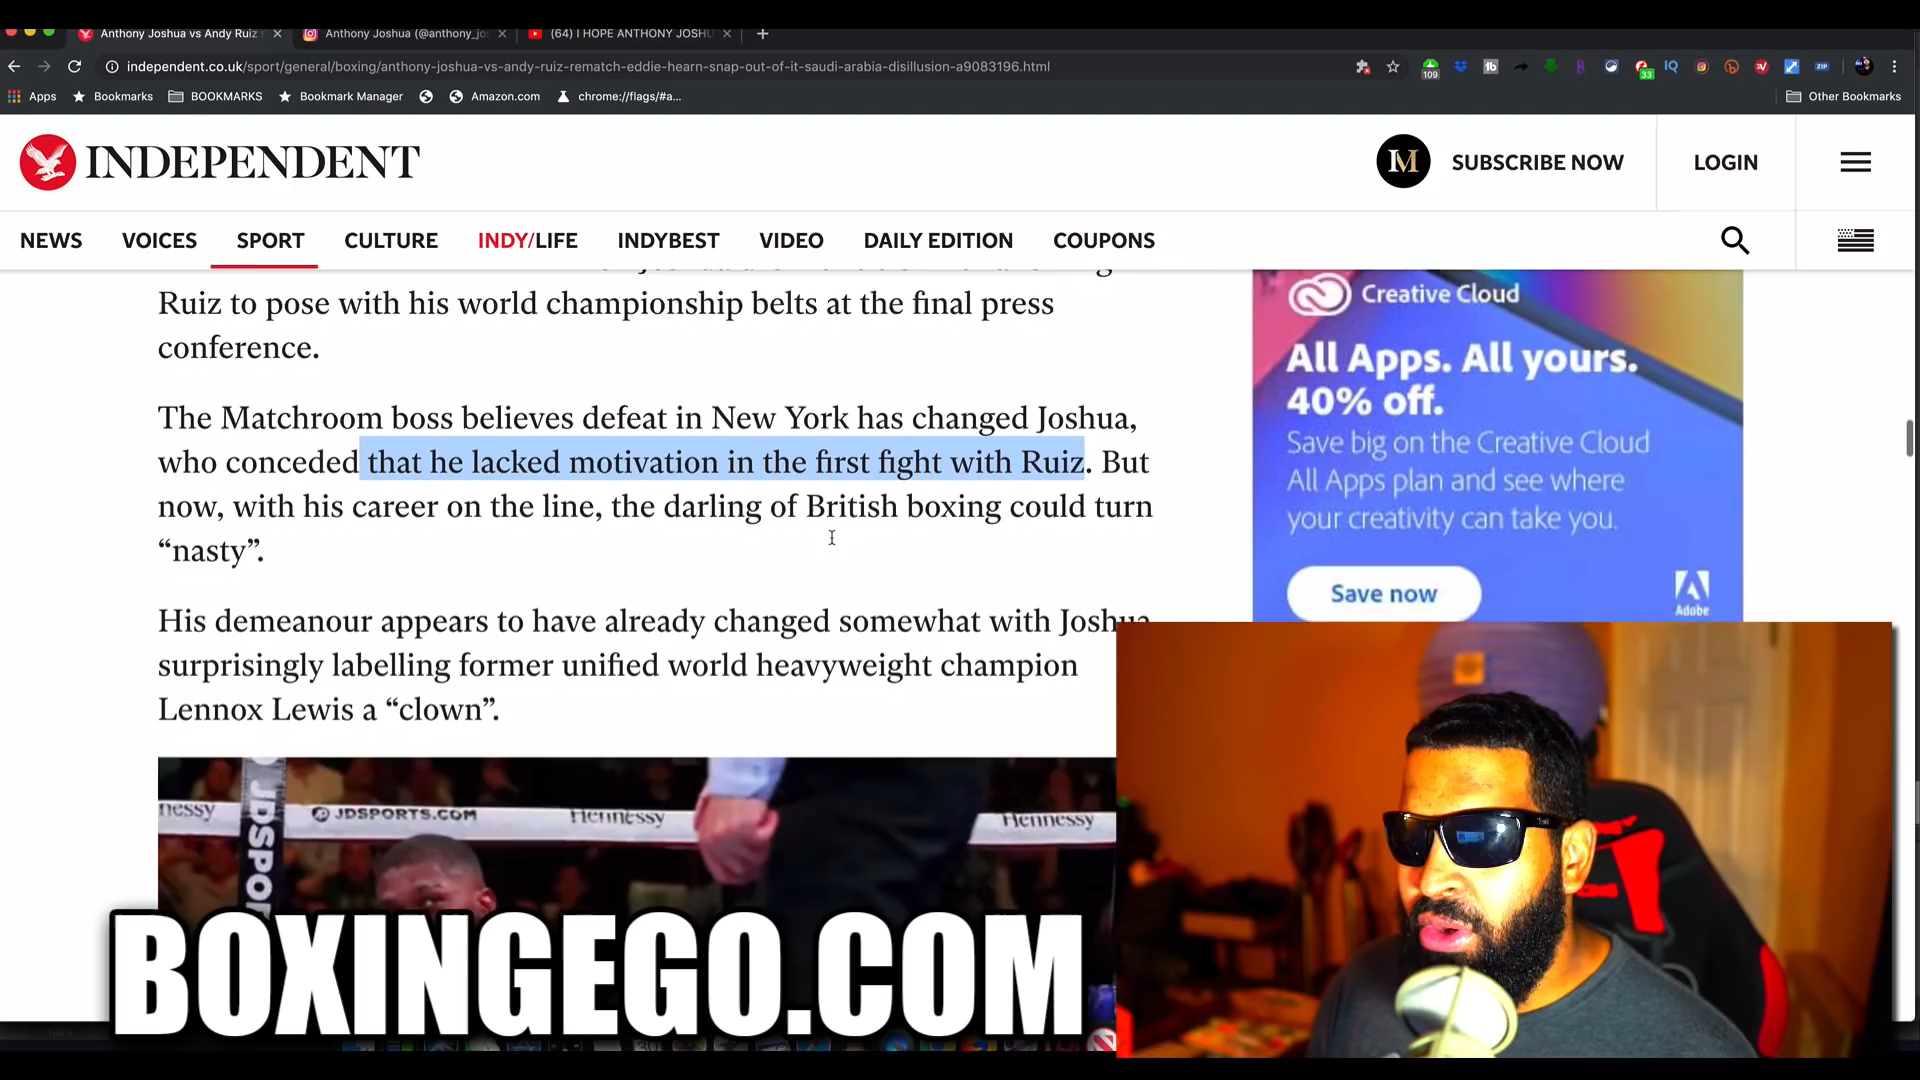 Anthony Joshua vs Andy Ruiz
Anthony Joshua (@anthony_jo
(64) I HOPE ANTHONY JOSHU
independent.co.uk/sport/general/boxing/anthony-joshua-vs-andy-ruiz-rematch-eddie-hearn-snap-out-of-it-saudi-arabia-disillusion-a9083196.html
109
tb
33
IQ
ZIP
Apps
Bookmarks
BOOKMARKS
Bookmark Manager
Amazon.com
chrome://flags/#a...
Other Bookmarks
INDEPENDENT
M
SUBSCRIBE NOW
LOGIN
NEWS
VOICES
SPORT
CULTURE
INDY/LIFE
INDYBEST
VIDEO
DAILY EDITION
COUPONS
Ruiz to pose with his world championship belts at the final press
conference.
The Matchroom boss believes defeat in New York has changed Joshua,
who conceded that he lacked motivation in the first fight with Ruiz. But
now, with his career on the line, the darling of British boxing could turn
“nasty”.
His demeanour appears to have already changed somewhat with Joshua
surprisingly labelling former unified world heavyweight champion
Lennox Lewis a “clown”.
Creative Cloud
All Apps. All yours.
40% off.
Save big on the Creative Cloud
All Apps plan and see where
your creativity can take you.
Save now
Adobe
nessy
JDSPORTS.COM
Hennessy
Hennessy
JDSPO
BOXINGEGO.COM